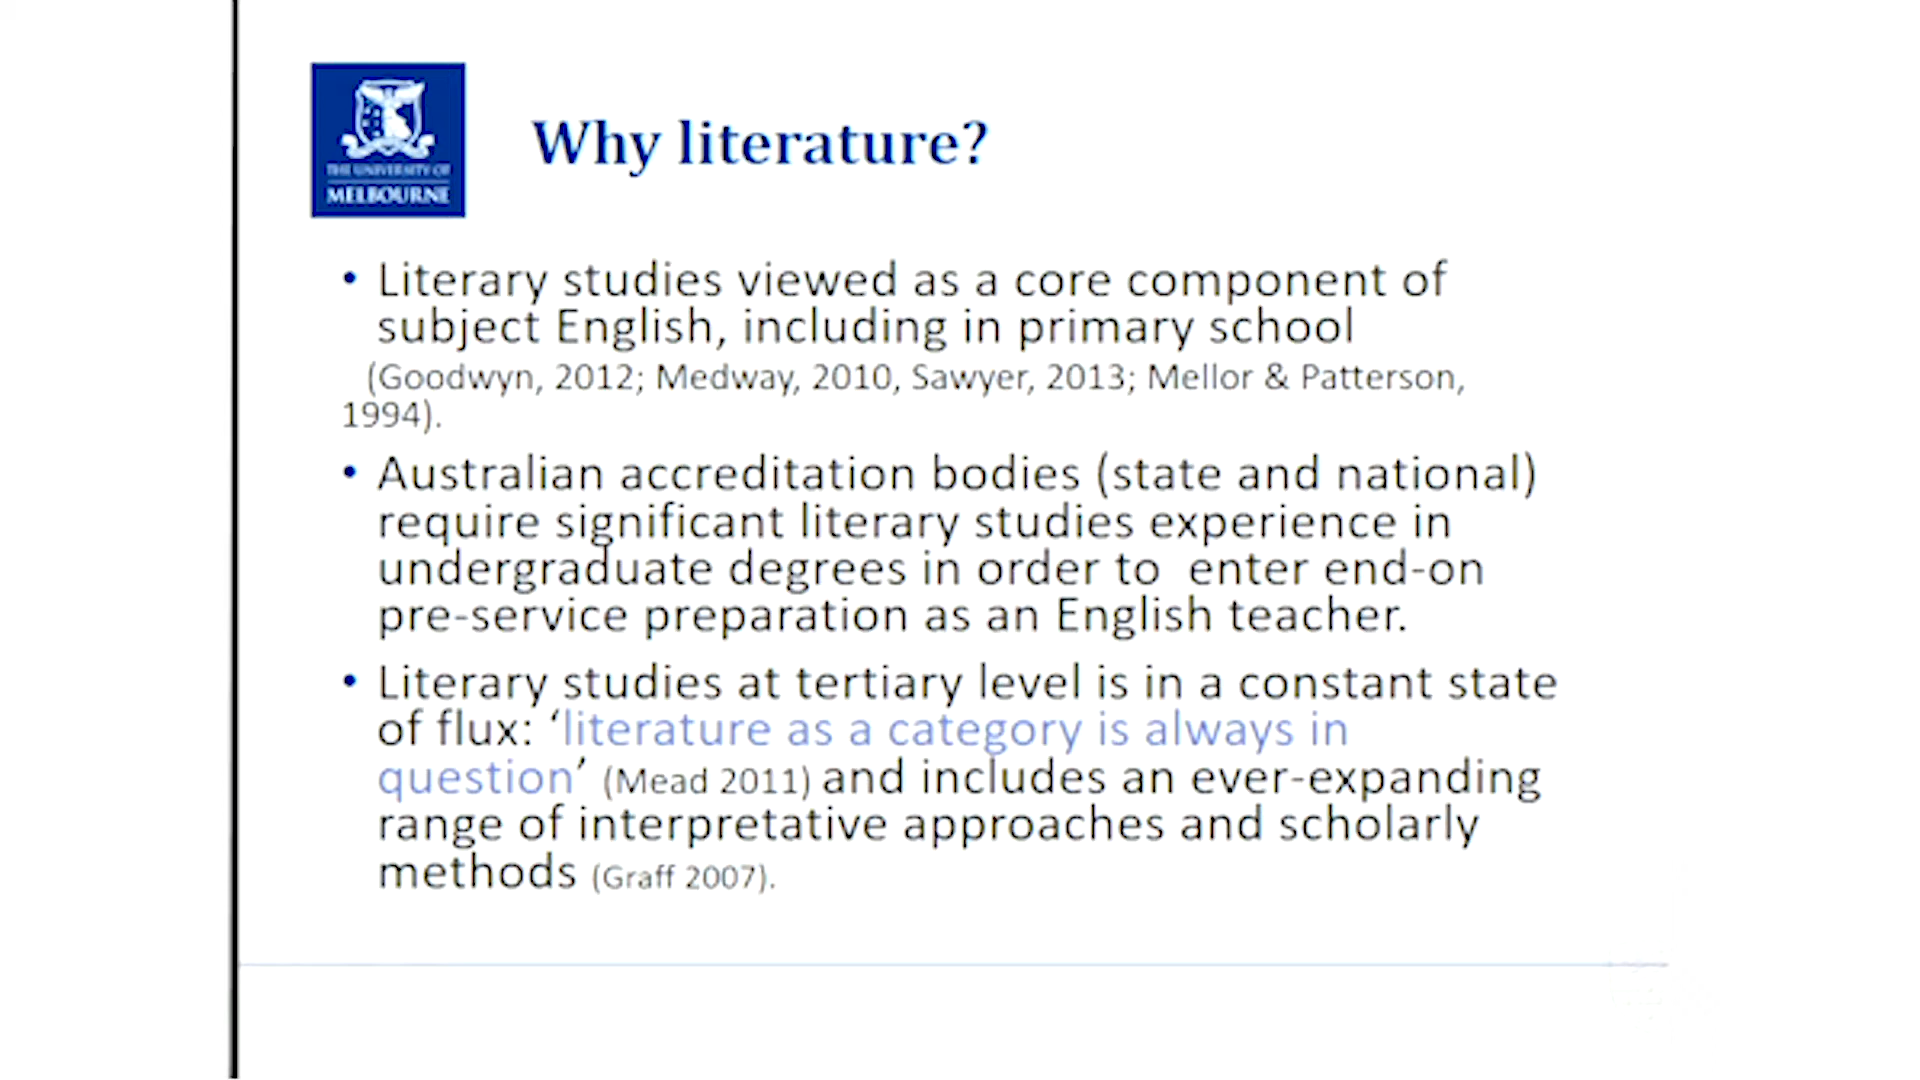 THE UNIVERSITY OF
MELBOURNE
Why literature?
• Literary studies viewed as a core component of
subject English, including in primary school
(Goodwyn, 2012; Medway, 2010, Sawyer, 2013; Mellor & Patterson,
1994).
• Australian accreditation bodies (state and national)
require significant literary studies experience in
undergraduate degrees in order to  enter end-on
pre-service preparation as an English teacher.
• Literary studies at tertiary level is in a constant state
of flux: ‘literature as a category is always in
question’ (Mead 2011) and includes an ever-expanding
range of interpretative approaches and scholarly
methods (Graff 2007).